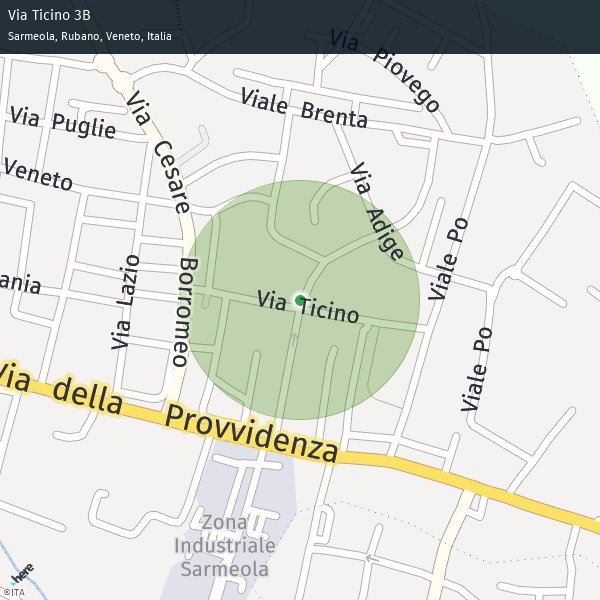 Via Ticino 3B
Sarmeola, Rubano, Veneto, Italia
Via Piovego
Viale Brenta
Via Puglie
Via Cesare
Borromeo
Veneto
Via Adige
Viale Po
ania
Via Lazio
Via Ticino
Viale Po
Via della Provvidenza
Zona
Industriale
Sarmeola
here
©ITA